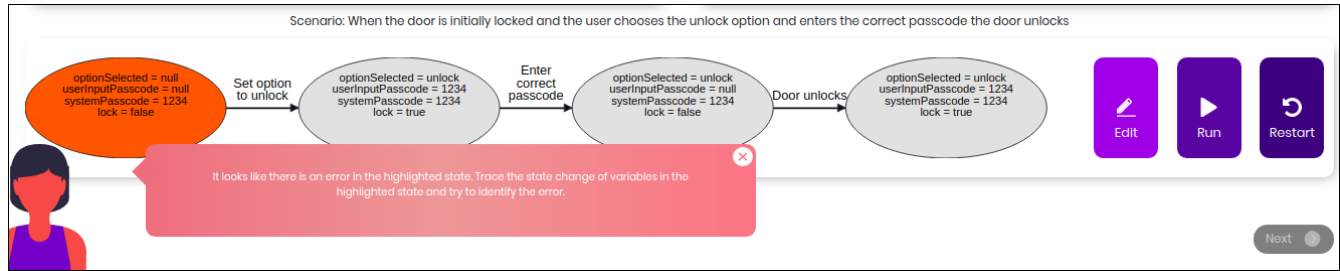 Scenario: When the door is initially locked and the user chooses the unlock option and enters the correct passcode the door unlocks
optionSelected = null
userInputPasscode = null
systemPasscode = 1234
lock = false
Set option
to unlock
optionSelected = unlock
userInputPasscode = 1234
systemPasscode = 1234
lock = true
Enter
correct
passcode
optionSelected = unlock
userInputPasscode = null
systemPasscode = 1234
lock = false
Door unlocks
optionSelected = unlock
userInputPasscode = 1234
systemPasscode = 1234
lock = true
Edit
Run
Restart
It looks like there is an error in the highlighted state. Trace the state change of variables in the
highlighted state and try to identify the error.
Next